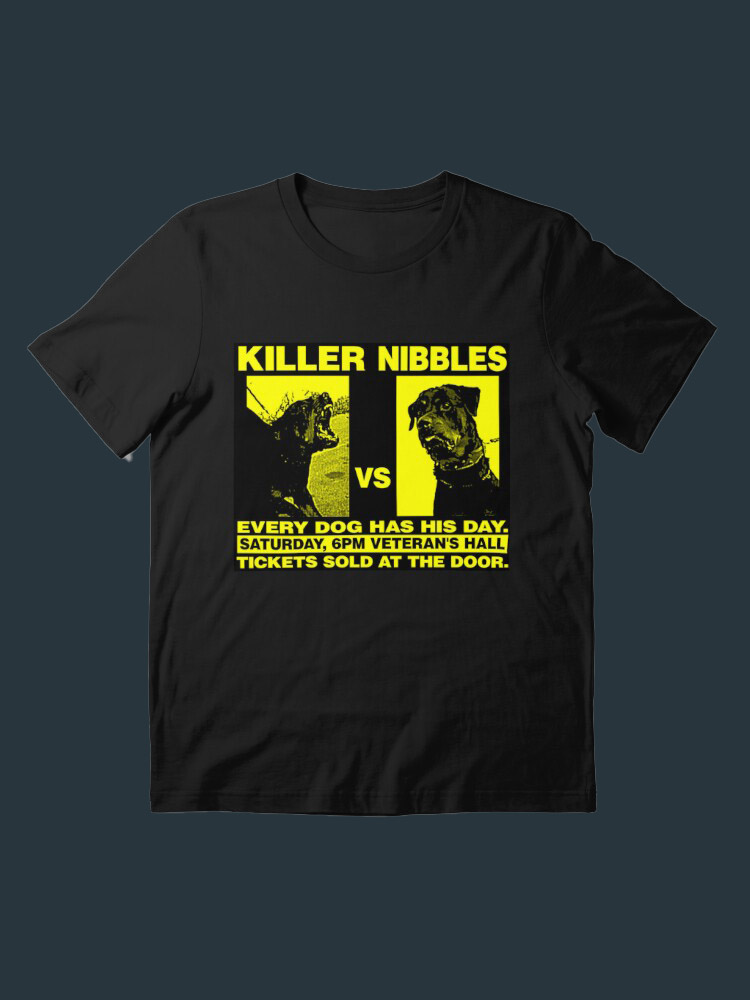 KILLER NIBBLES
VS
EVERY DOG HAS HIS DAY.
SATURDAY, 6PM VETERAN'S HALL
TICKETS SOLD AT THE DOOR.